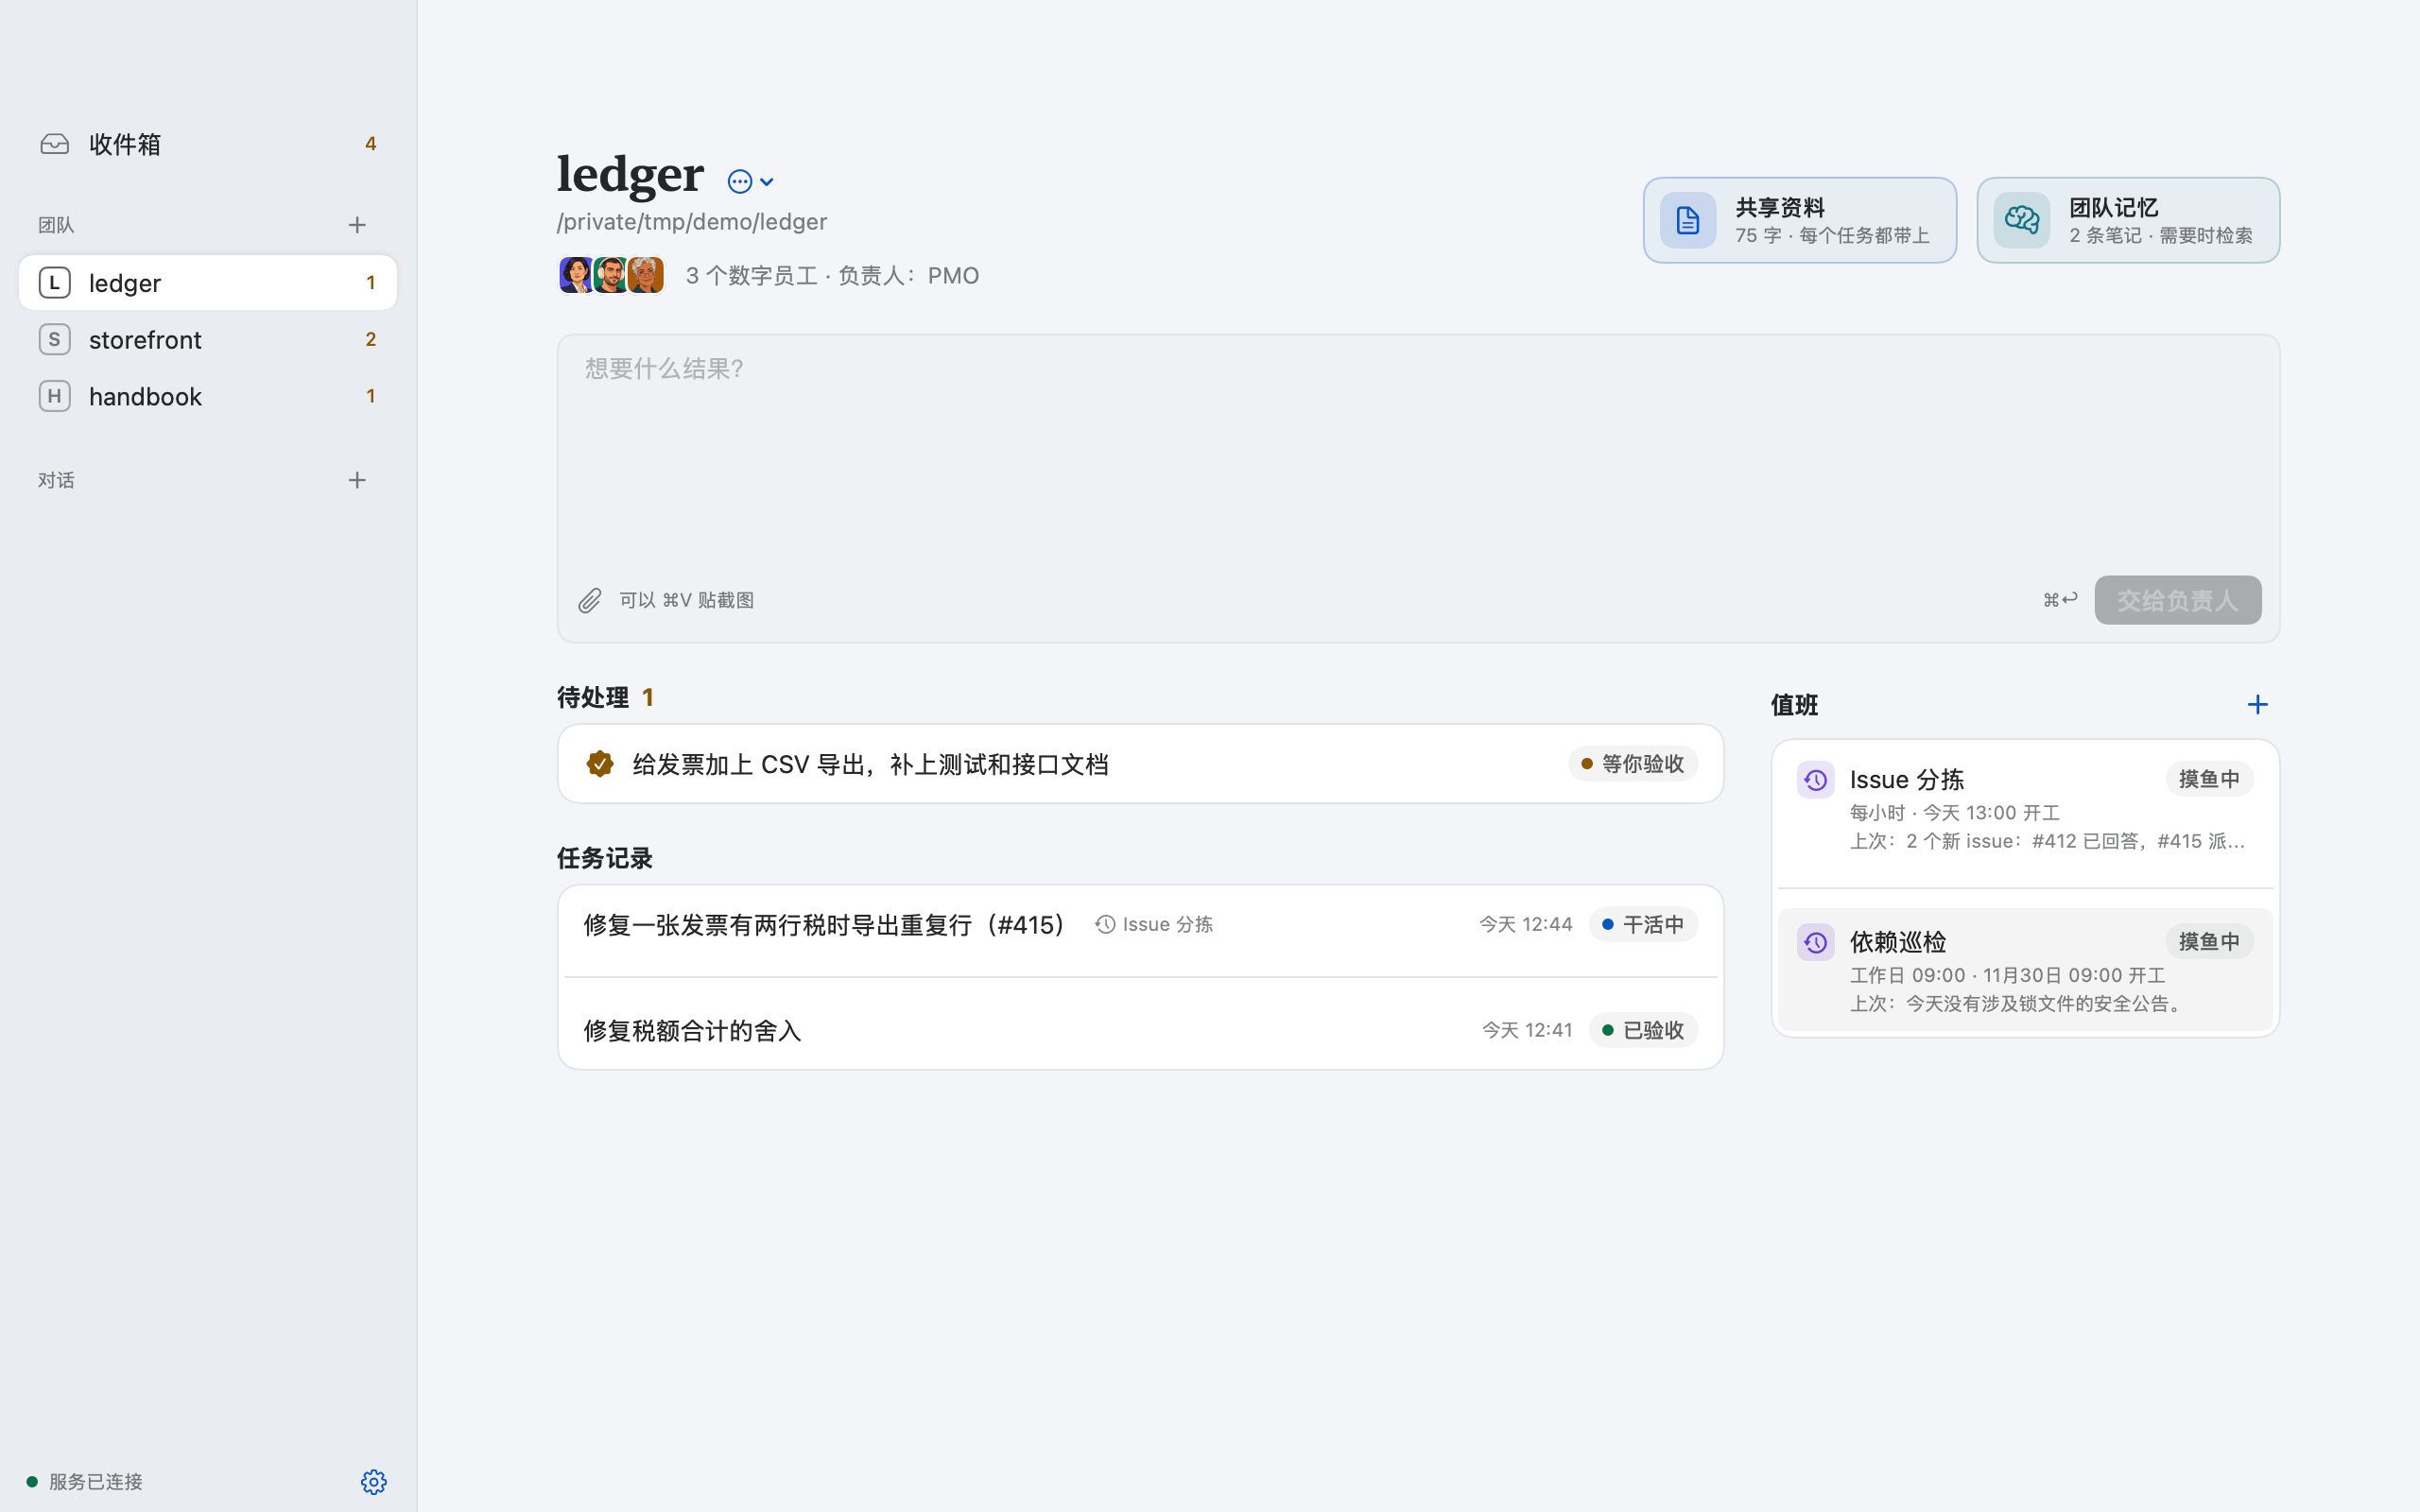 收件箱 4
团队
L ledger 1
S storefront 2
H handbook 1
对话
服务已连接
ledger
/private/tmp/demo/ledger
3 个数字员工 · 负责人：PMO
共享资料
75 字 · 每个任务都带上
团队记忆
2 条笔记 · 需要时检索
想要什么结果？
可以 ⌘V 贴截图
⌘↩ 交给负责人
待处理 1
给发票加上 CSV 导出，补上测试和接口文档 等你验收
任务记录
修复一张发票有两行税时导出重复行（#415） Issue 分拣 今天 12:44 干活中
修复税额合计的舍入 今天 12:41 已验收
值班
Issue 分拣 摸鱼中
每小时 · 今天 13:00 开工
上次：2 个新 issue：#412 已回答，#415 派...
依赖巡检 摸鱼中
工作日 09:00 · 11月30日 09:00 开工
上次：今天没有涉及锁文件的安全公告。